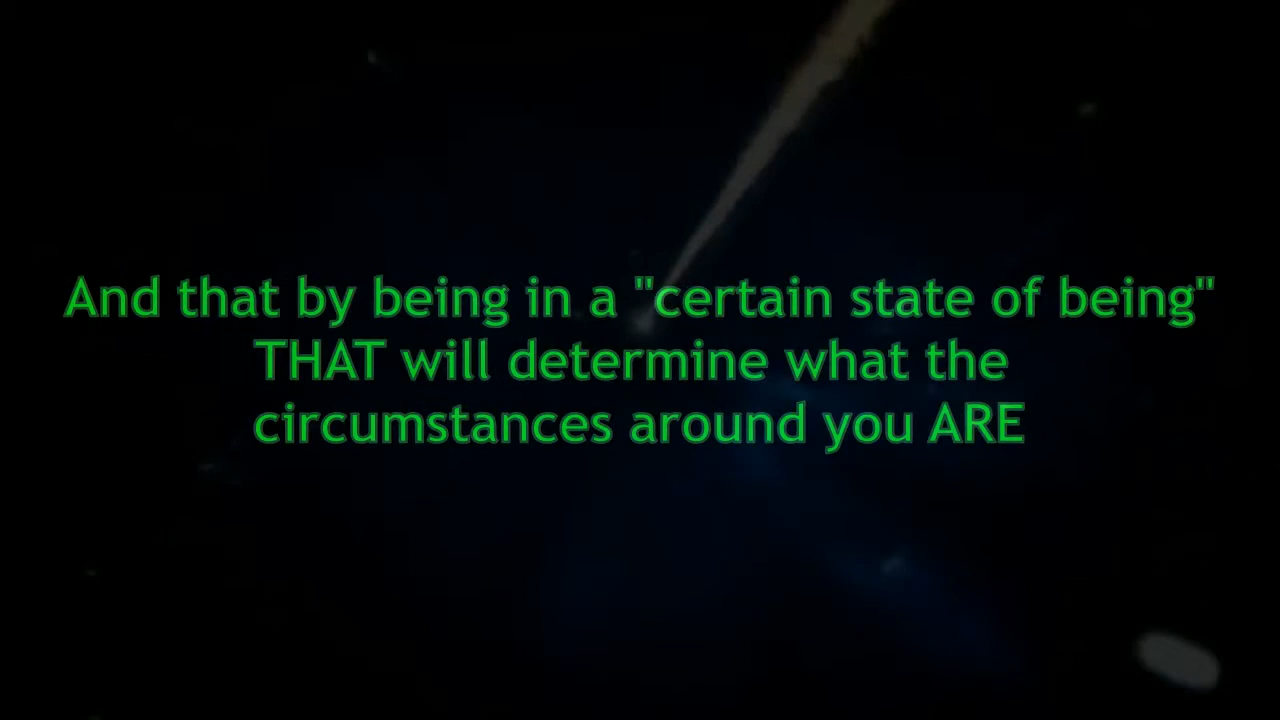 And that by being in a "certain state of being"
THAT will determine what the
circumstances around you ARE